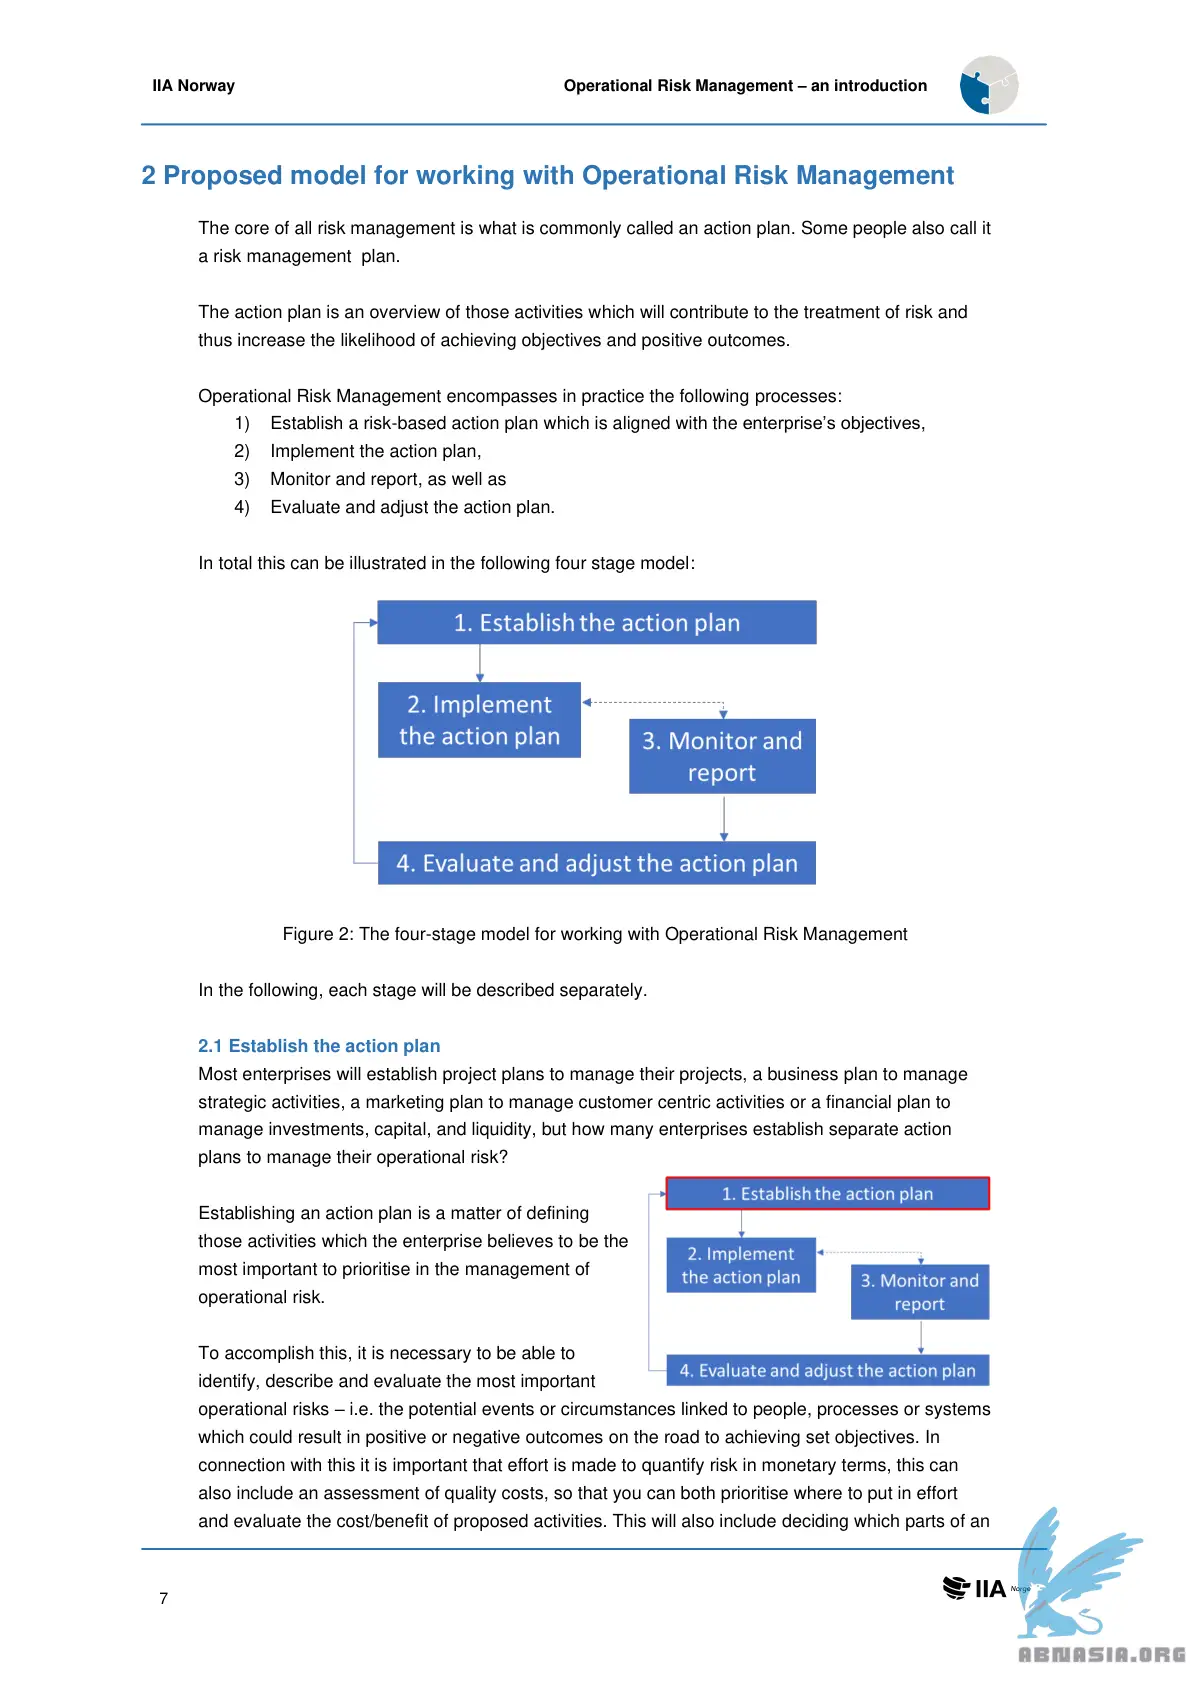 IIA Norway
Operational Risk Management – an introduction
2 Proposed model for working with Operational Risk Management
The core of all risk management is what is commonly called an action plan. Some people also call it
a risk management  plan.
The action plan is an overview of those activities which will contribute to the treatment of risk and
thus increase the likelihood of achieving objectives and positive outcomes.
Operational Risk Management encompasses in practice the following processes:
1) Establish a risk-based action plan which is aligned with the enterprise’s objectives,
2) Implement the action plan,
3) Monitor and report, as well as
4) Evaluate and adjust the action plan.
In total this can be illustrated in the following four stage model:
1. Establish the action plan
2. Implement
the action plan
3. Monitor and
report
4. Evaluate and adjust the action plan
Figure 2: The four-stage model for working with Operational Risk Management
In the following, each stage will be described separately.
2.1 Establish the action plan
Most enterprises will establish project plans to manage their projects, a business plan to manage
strategic activities, a marketing plan to manage customer centric activities or a financial plan to
manage investments, capital, and liquidity, but how many enterprises establish separate action
plans to manage their operational risk?
Establishing an action plan is a matter of defining
those activities which the enterprise believes to be the
most important to prioritise in the management of
operational risk.
1. Establish the action plan
2. Implement
the action plan
3. Monitor and
report
4. Evaluate and adjust the action plan
To accomplish this, it is necessary to be able to
identify, describe and evaluate the most important
operational risks – i.e. the potential events or circumstances linked to people, processes or systems
which could result in positive or negative outcomes on the road to achieving set objectives. In
connection with this it is important that effort is made to quantify risk in monetary terms, this can
also include an assessment of quality costs, so that you can both prioritise where to put in effort
and evaluate the cost/benefit of proposed activities. This will also include deciding which parts of an
7
IIA Norge
ABNASIA.ORG